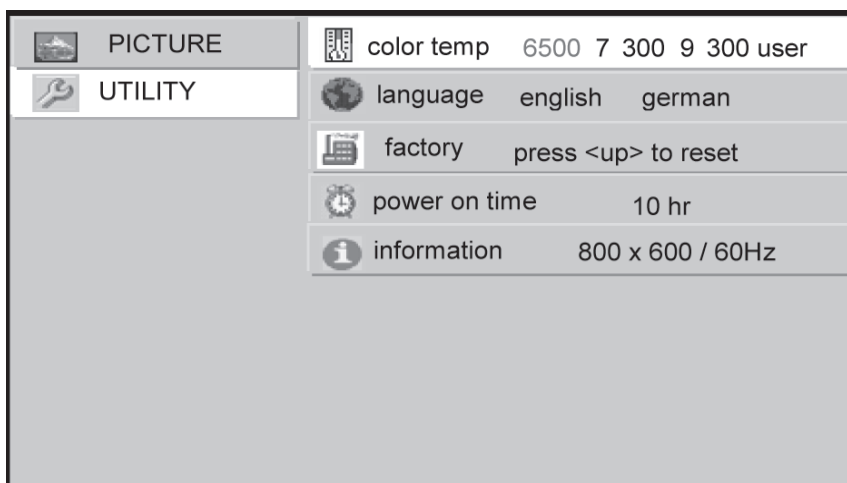 PICTURE
UTILITY
color temp 6500 7 300 9 300 user
language english german
factory press <up> to reset
power on time 10 hr
information 800 x 600 / 60Hz